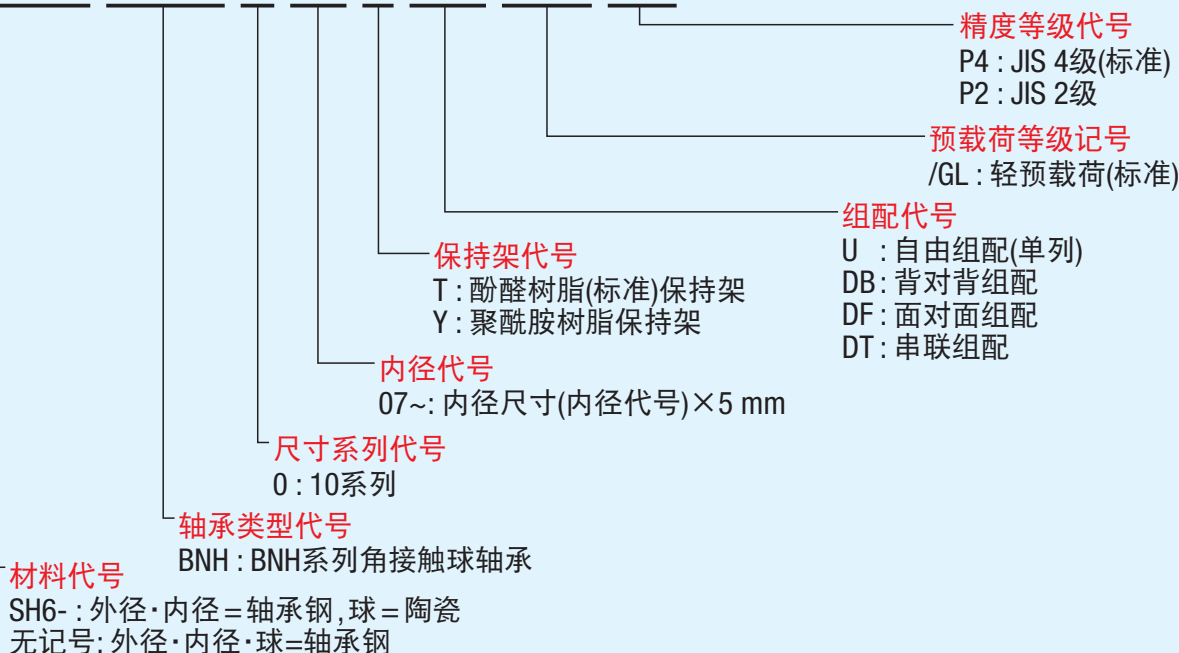 精度等级代号
P4 : JIS 4级(标准)
P2 : JIS 2级
预载荷等级记号
/GL : 轻预载荷(标准)
组配代号
U : 自由组配(单列)
DB : 背对背组配
DF : 面对面组配
DT : 串联组配
保持架代号
T : 酚醛树脂(标准)保持架
Y : 聚酰胺树脂保持架
内径代号
07~: 内径尺寸(内径代号)×5 mm
尺寸系列代号
0 : 10系列
轴承类型代号
BNH : BNH系列角接触球轴承
材料代号
SH6- : 外径·内径=轴承钢,球=陶瓷
无记号: 外径·内径·球=轴承钢